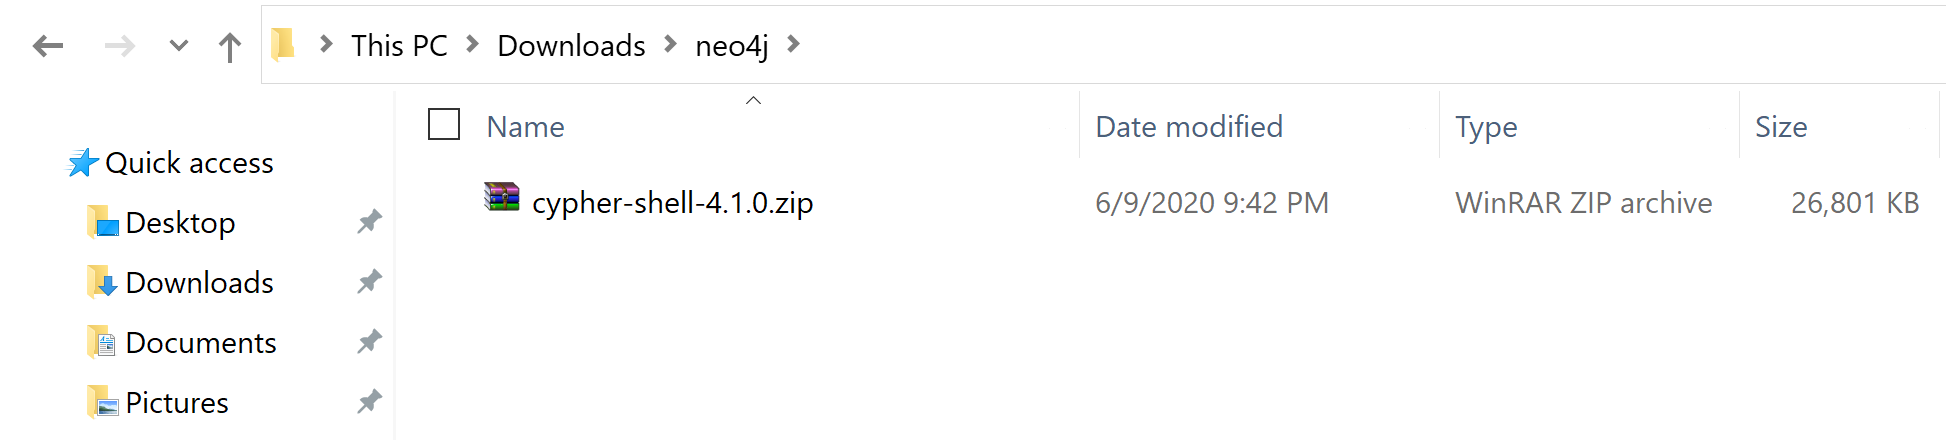 This PC Downloads neo4j
Name Date modified Type Size
Quick access
cypher-shell-4.1.0.zip 6/9/2020 9:42 PM WinRAR ZIP archive 26,801 KB
Desktop
Downloads
Documents
Pictures